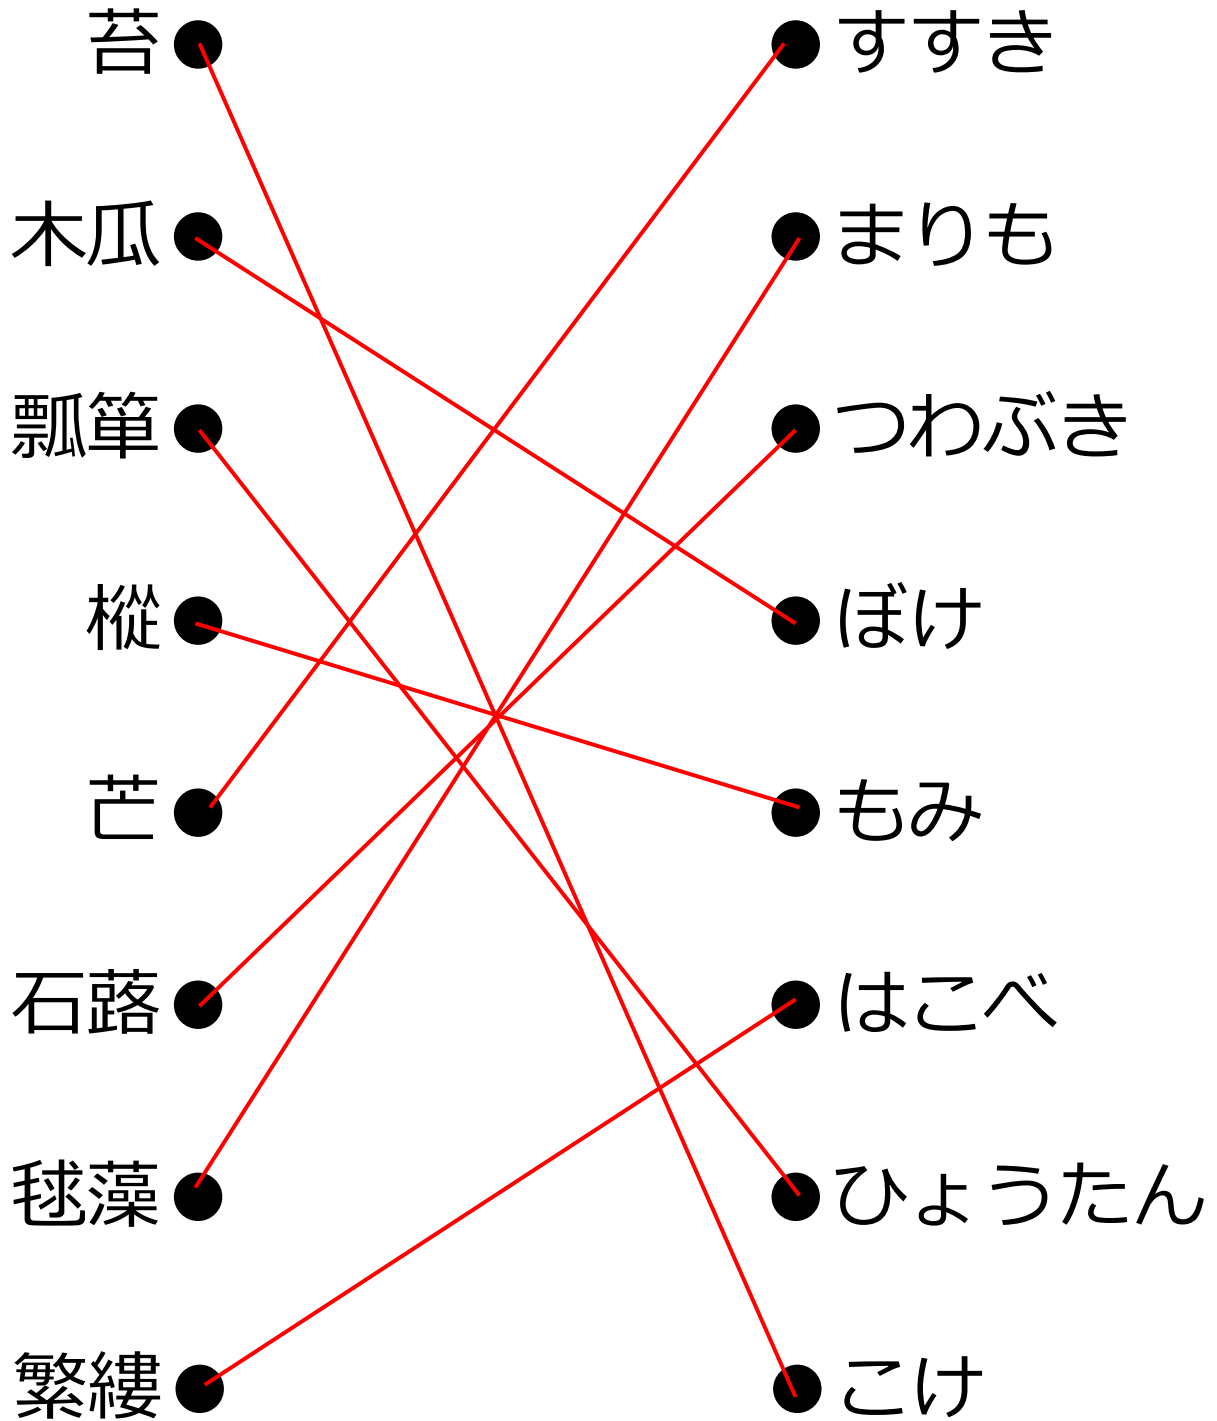 苔 すすき
木瓜 まりも
瓢箪 つわぶき
樅 ぼけ
芒 もみ
石蕗 はこべ
毬藻 ひょうたん
繁縷 こけ